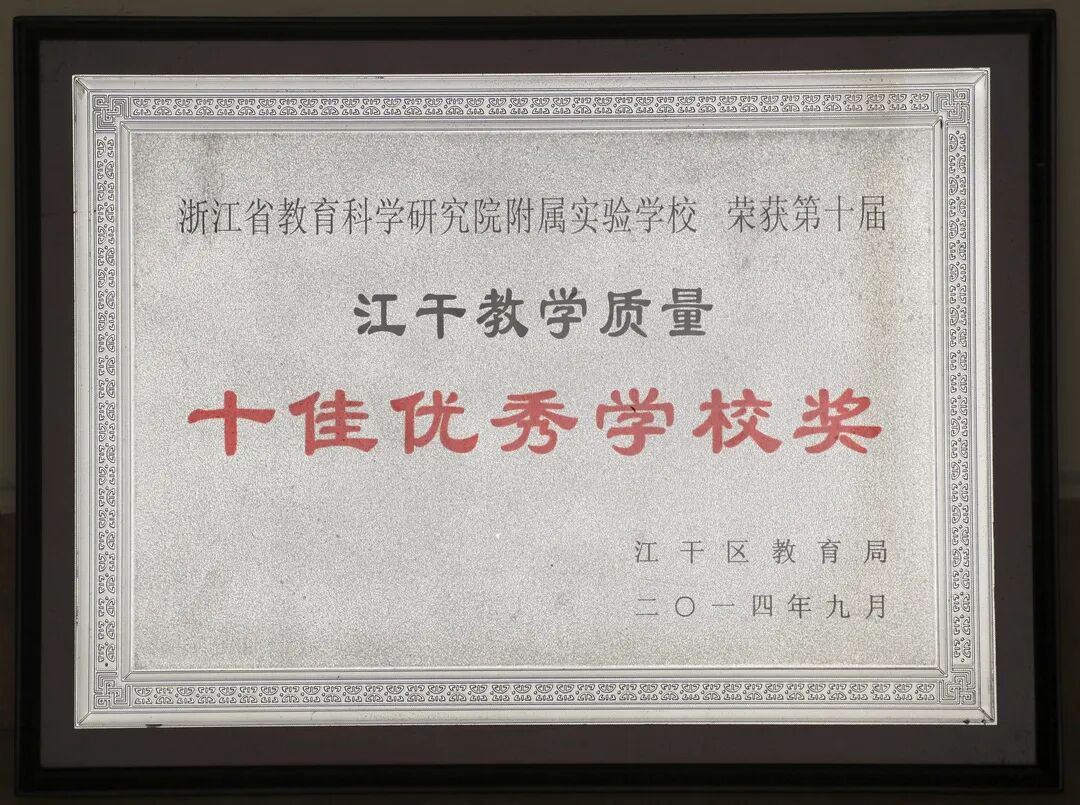 浙江省教育科学研究院附属实验学校 荣获第十届
江干教学质量
十佳优秀学校奖
江干区教育局
二〇一四年九月